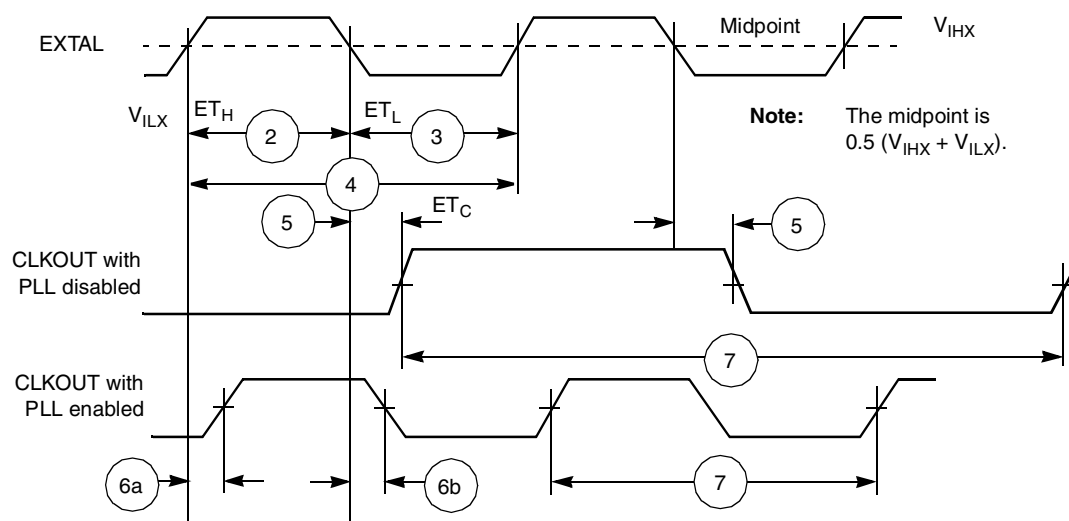 EXTAL
Midpoint
V_IHX
V_ILX
ET_H
2
ET_L
3
Note: The midpoint is
0.5 (V_IHX + V_ILX).
4
5
ET_C
5
CLKOUT with
PLL disabled
7
CLKOUT with
PLL enabled
6a
6b
7